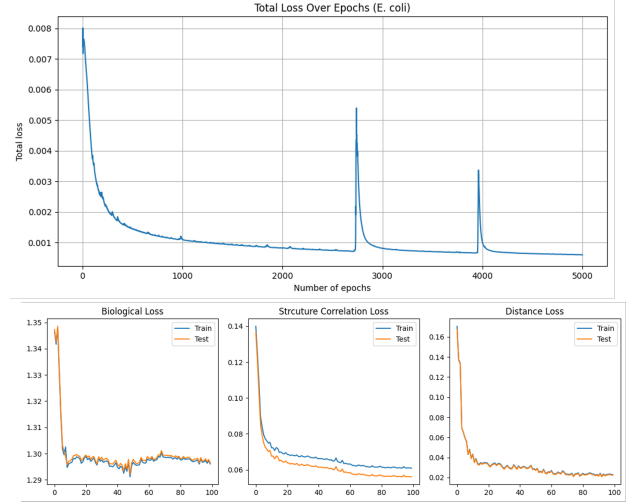 Total Loss Over Epochs (E. coli)
0.008
0.007
0.006
0.005
0.004
0.003
0.002
0.001
Total loss
0 1000 2000 3000 4000 5000
Number of epochs
Biological Loss
1.35
1.34
1.33
1.32
1.31
1.30
1.29
0 20 40 60 80 100
Train
Test
Strcuture Correlation Loss
0.14
0.12
0.10
0.08
0.06
0 20 40 60 80 100
Train
Test
Distance Loss
0.16
0.14
0.12
0.10
0.08
0.06
0.04
0.02
0 20 40 60 80 100
Train
Test